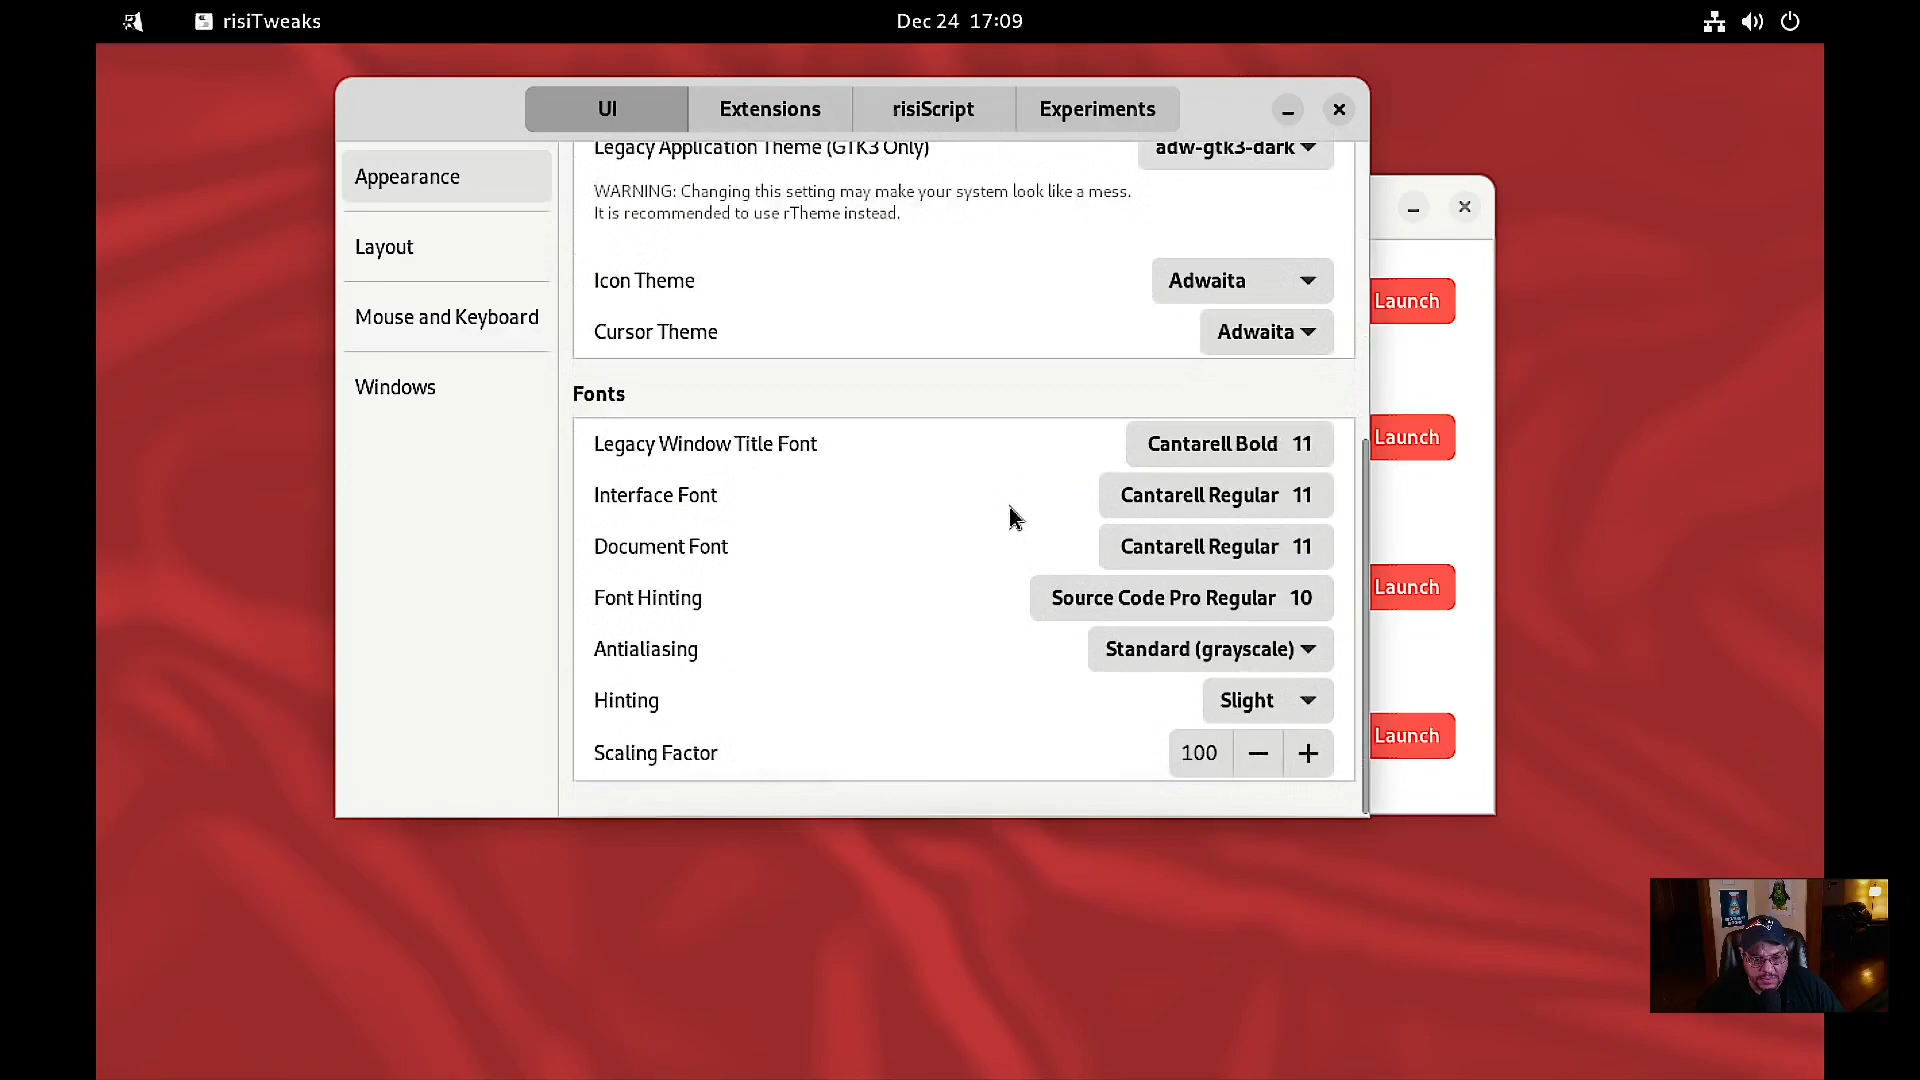 risiTweaks
Dec 24 17:09
UI
Extensions
risiScript
Experiments
Appearance
Layout
Mouse and Keyboard
Windows
Legacy Application Theme (GTK3 Only)
adw-gtk3-dark
WARNING: Changing this setting may make your system look like a mess.
It is recommended to use rTheme instead.
Icon Theme
Adwaita
Cursor Theme
Adwaita
Fonts
Legacy Window Title Font
Cantarell Bold 11
Interface Font
Cantarell Regular 11
Document Font
Cantarell Regular 11
Font Hinting
Source Code Pro Regular 10
Antialiasing
Standard (grayscale)
Hinting
Slight
Scaling Factor
100
Launch
Launch
Launch
Launch